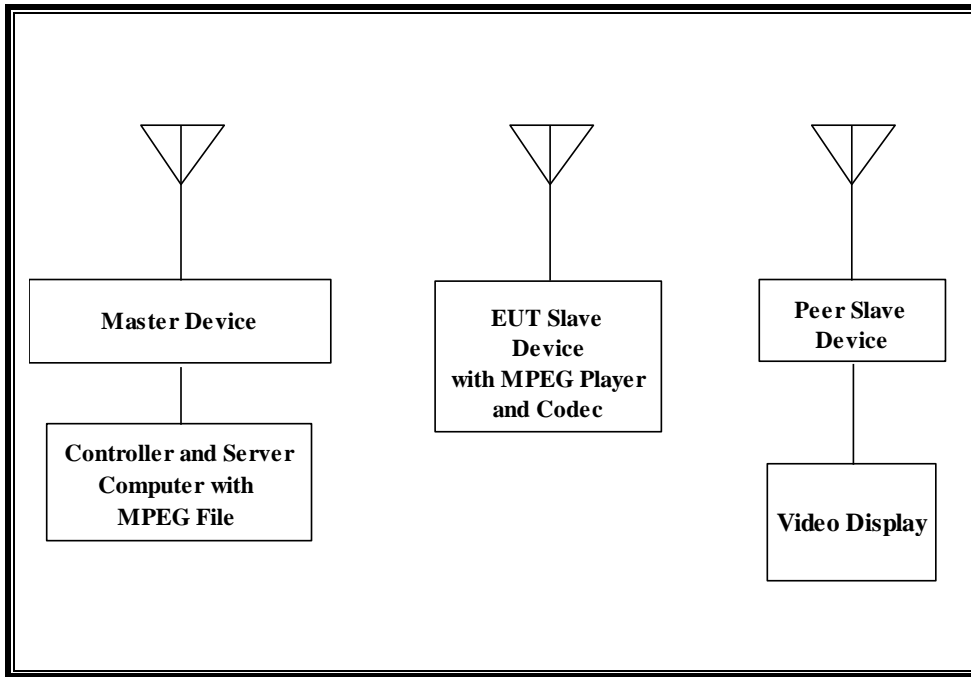 Master Device
Controller and Server
Computer with
MPEG File
EUT Slave
Device
with MPEG Player
and Codec
Peer Slave
Device
Video Display